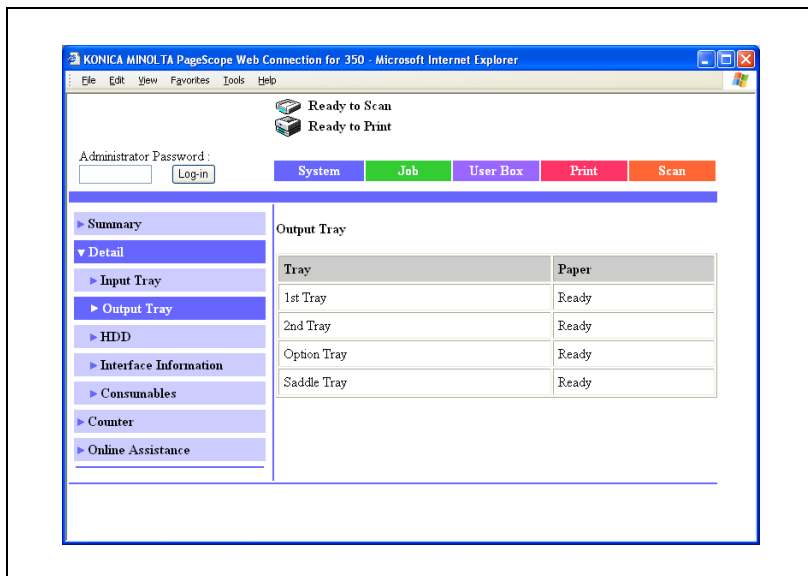 KONICA MINOLTA PageScope Web Connection for 350 - Microsoft Internet Explorer
File Edit View Favorites Tools Help
Ready to Scan
Ready to Print
Administrator Password :
Log-in
System Job User Box Print Scan
Summary
Detail
Input Tray
Output Tray
HDD
Interface Information
Consumables
Counter
Online Assistance
Output Tray
Tray Paper
1st Tray Ready
2nd Tray Ready
Option Tray Ready
Saddle Tray Ready